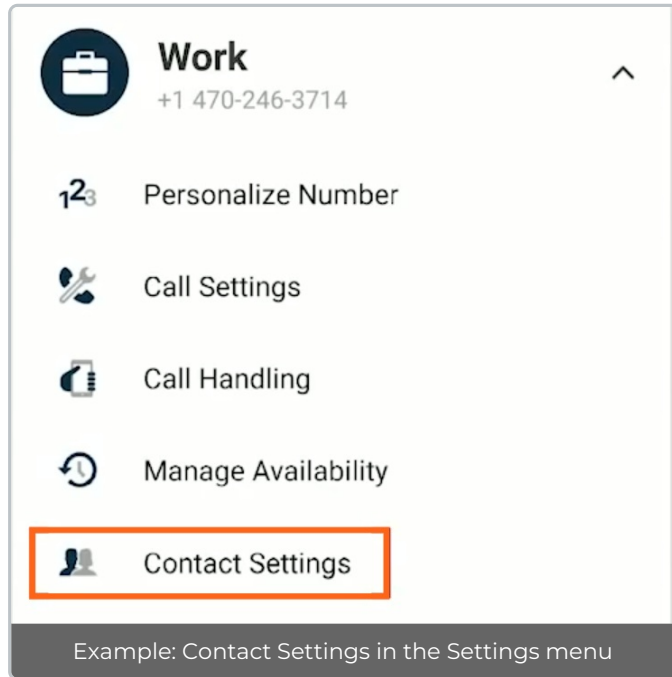 Work
+1 470-246-3714
123
Personalize Number
Call Settings
Call Handling
Manage Availability
Contact Settings
Example: Contact Settings in the Settings menu